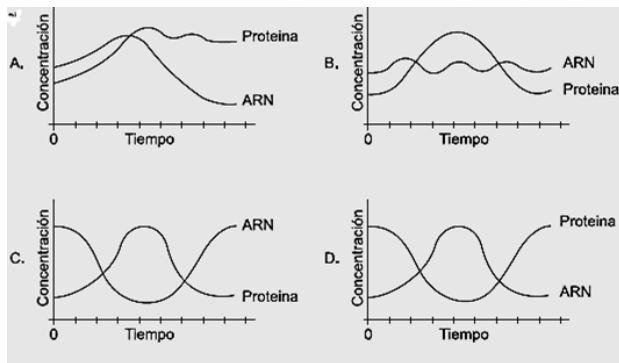 A.
Concentración
Proteina
ARN
0
Tiempo
B.
Concentración
ARN
Proteina
0
Tiempo
C.
Concentración
ARN
Proteina
0
Tiempo
D.
Concentración
Proteina
ARN
0
Tiempo